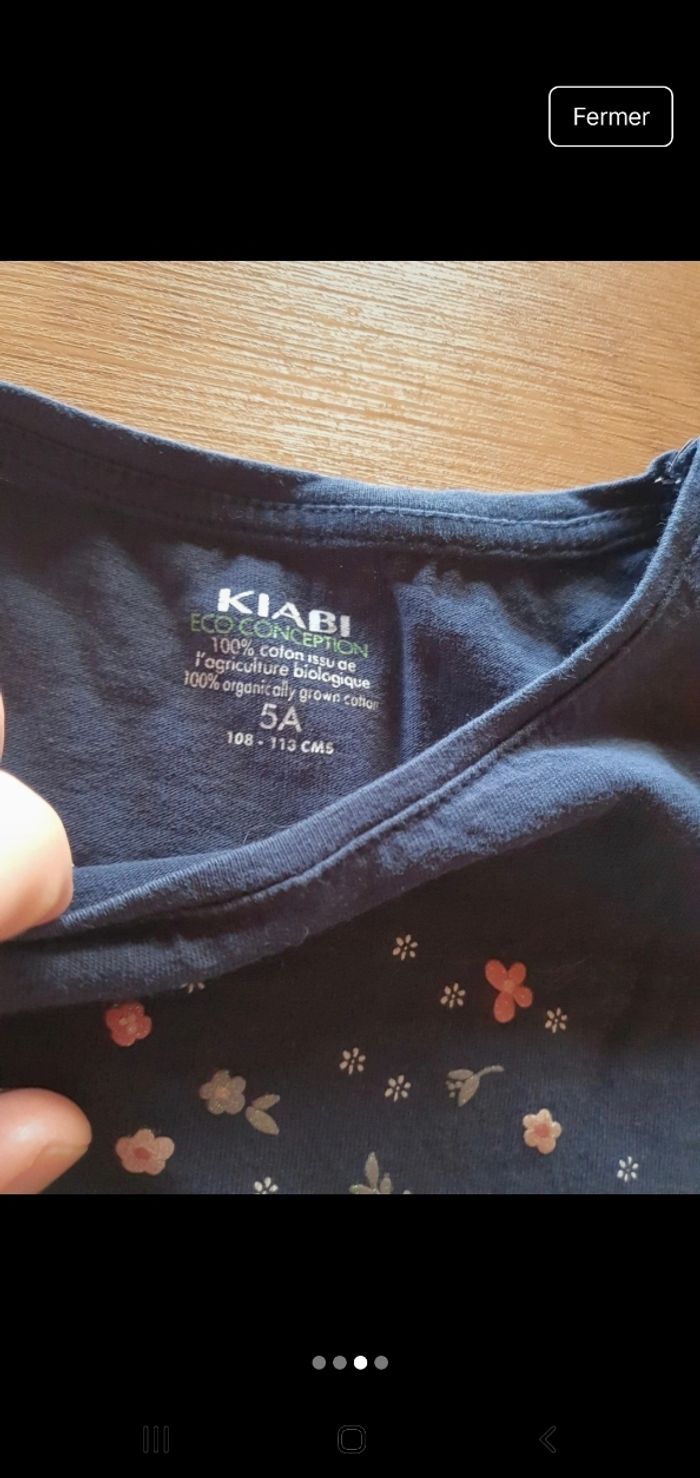 Fermer
KIABI
ECO CONCEPTION
100% coton issu de
l'agriculture biologique
100% organically grown cotton
5A
108 - 113 CMS